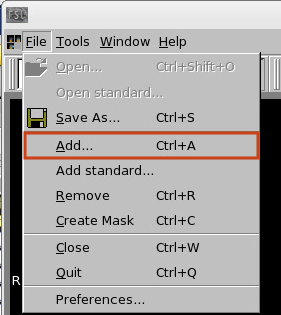 FSL
File Tools Window Help
Open... Ctrl+Shift+O
Open standard...
Save As... Ctrl+S
Add... Ctrl+A
Add standard...
Remove Ctrl+R
Create Mask Ctrl+C
Close Ctrl+W
Quit Ctrl+Q
R
Preferences...